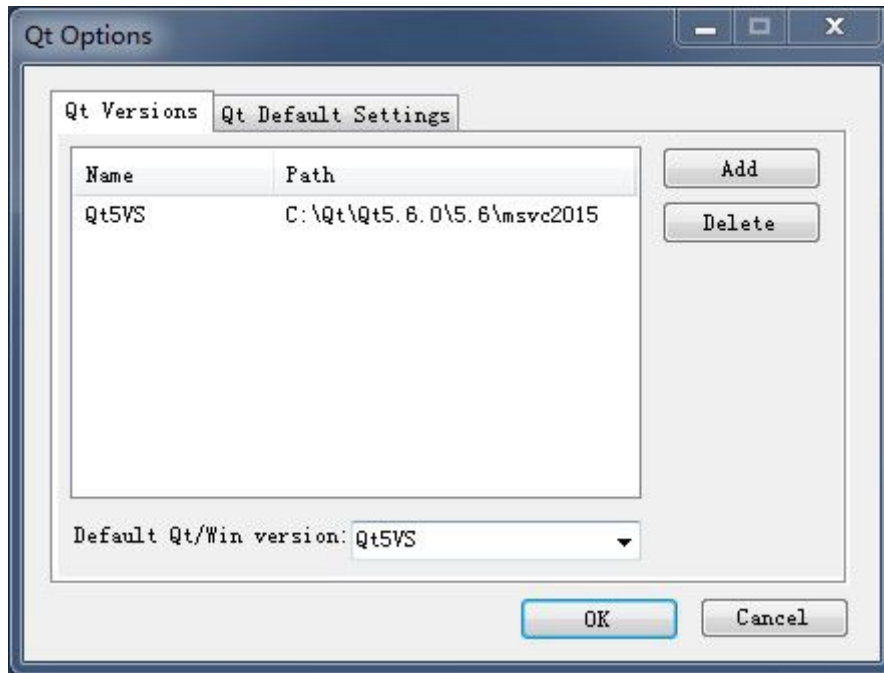 Qt Options
Qt Versions Qt Default Settings
Name Path Add
Qt5VS C:\Qt\Qt5.6.0\5.6\msvc2015 Delete
Default Qt/Win version: Qt5VS
OK Cancel